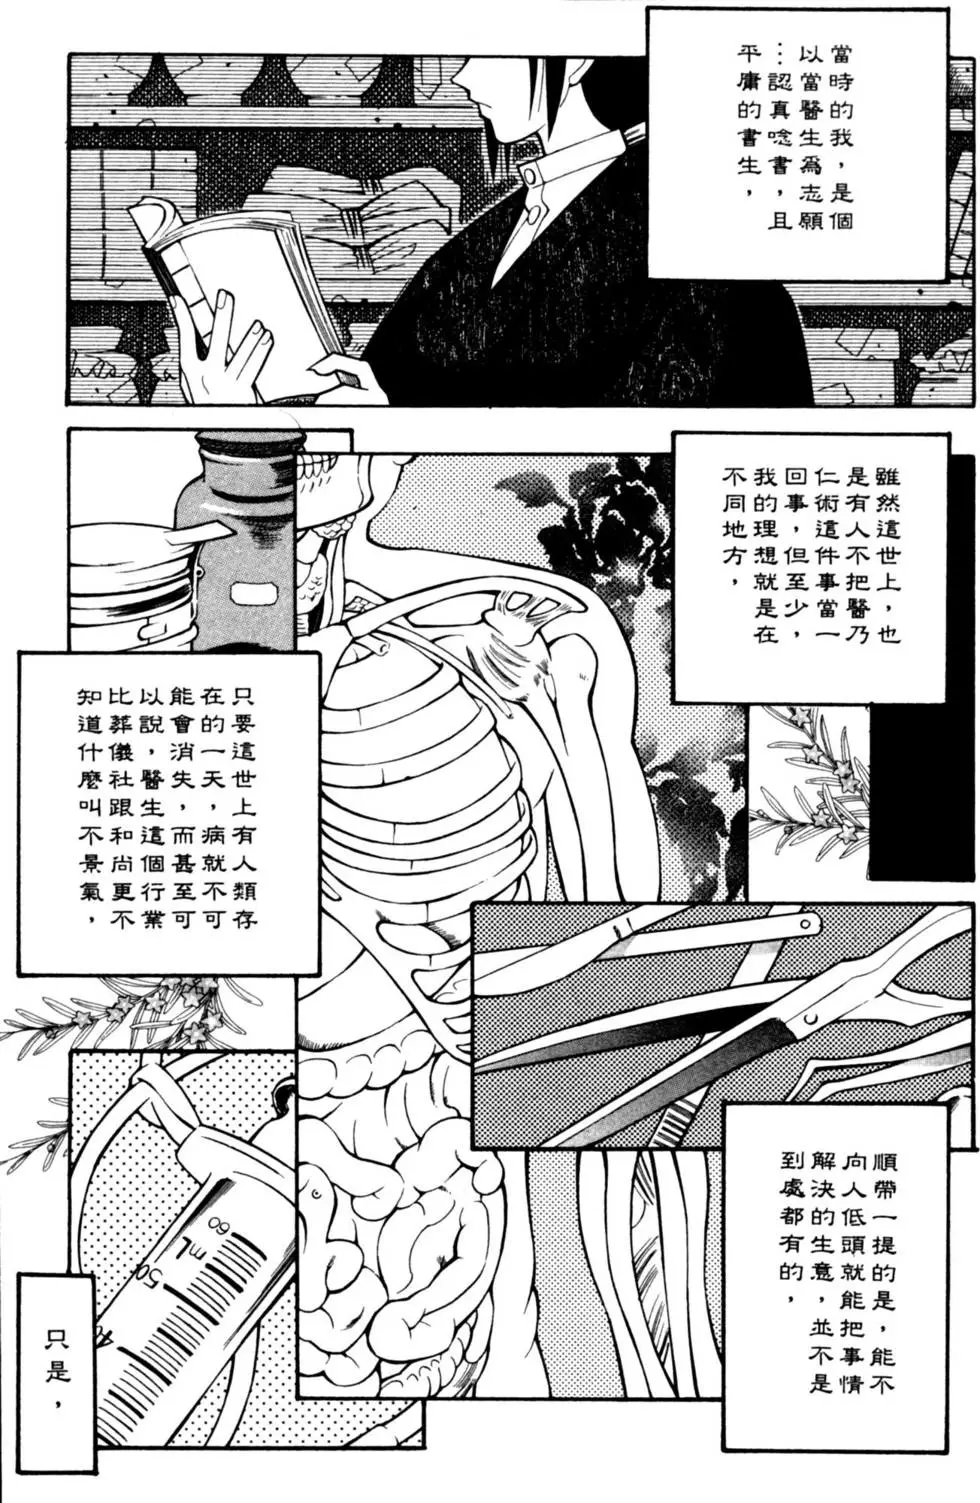 當時的我，是個
以當醫生為志願
…認真唸書，且
平庸的書生，
雖然這世上，也
是有人不把醫乃
仁術這件事當一
回事，但至少，
我的理想就是在
不同地方，
只要這世上有人類存
在的一天，病就不可
能會消失，而甚至可
以說，醫生這個行業
比葬儀社跟和尚更不
知道什麼叫不景氣，
順帶一提的是，能不
向人低頭就能把事情
解決的生意，並不是
到處都有的，
60
mL
50
40
只是，